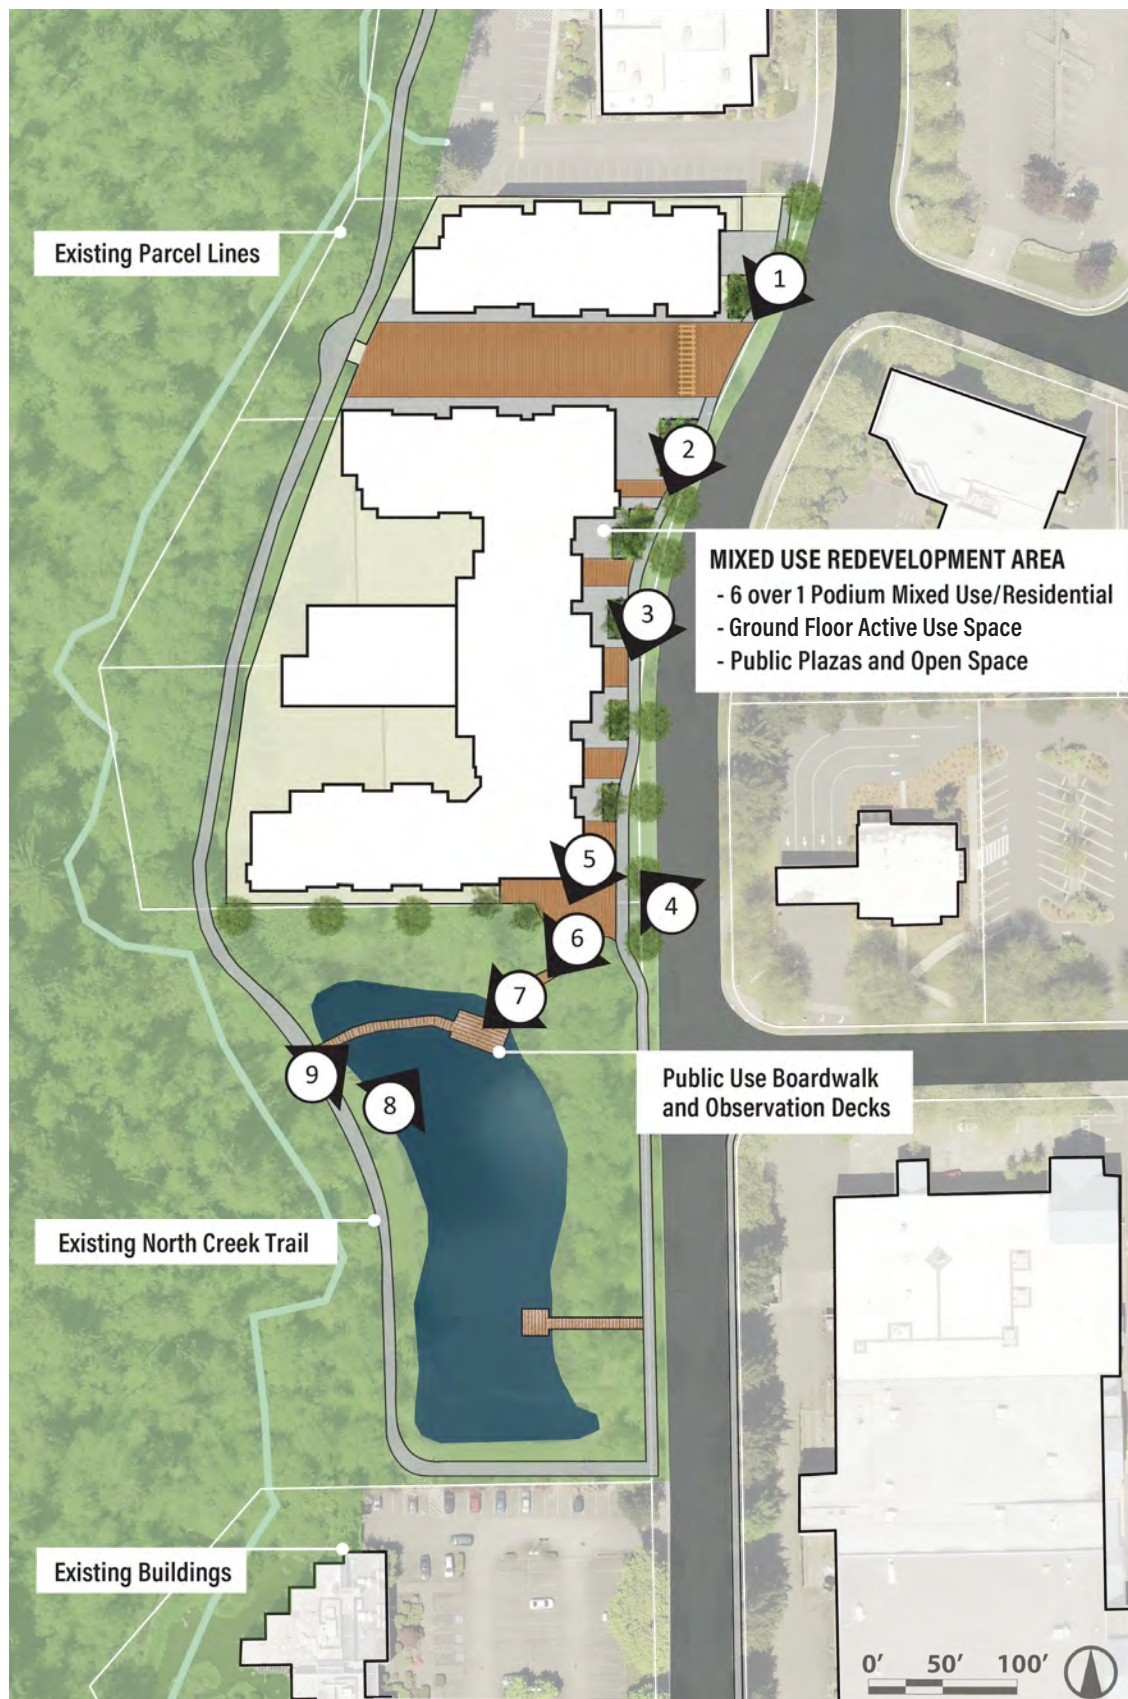 Existing Parcel Lines
1
2
MIXED USE REDEVELOPMENT AREA
- 6 over 1 Podium Mixed Use/Residential
- Ground Floor Active Use Space
- Public Plazas and Open Space
3
5
4
6
7
Public Use Boardwalk
and Observation Decks
9
8
Existing North Creek Trail
Existing Buildings
0' 50' 100'